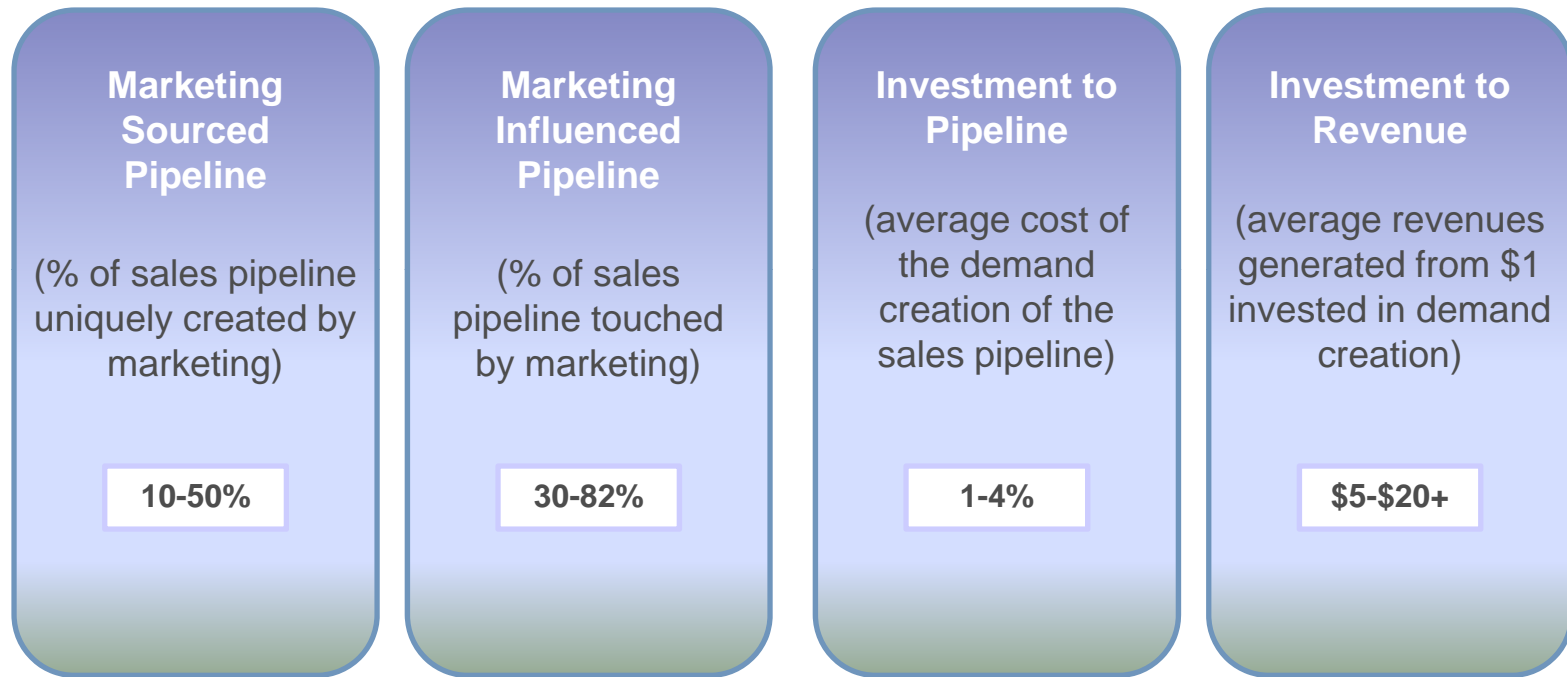 Marketing
Sourced
Pipeline
(% of sales pipeline
uniquely created by
marketing)
10-50%
Marketing
Influenced
Pipeline
(% of sales
pipeline touched
by marketing)
30-82%
Investment to
Pipeline
(average cost of
the demand
creation of the
sales pipeline)
1-4%
Investment to
Revenue
(average revenues
generated from $1
invested in demand
creation)
$5-$20+